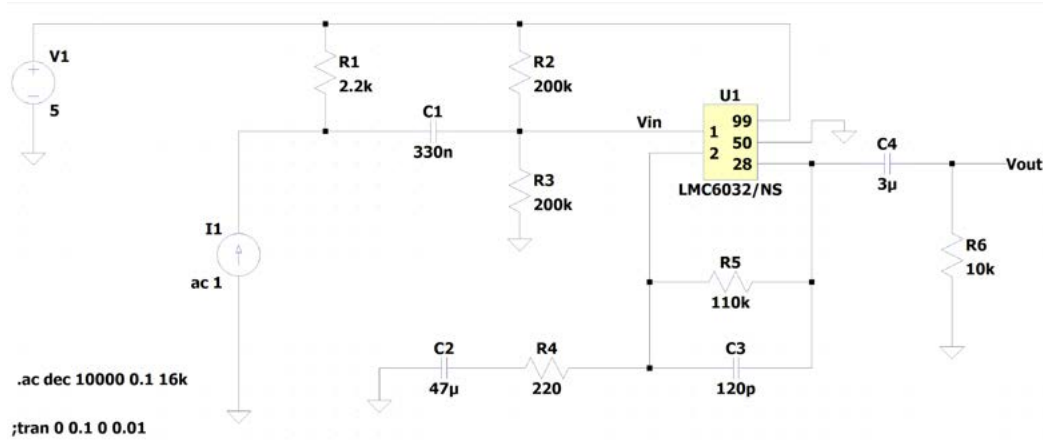 V1
5
R1
2.2k
R2
200k
C1
330n
R3
200k
Vin
U1
1
2
99
50
28
LMC6032/NS
C4
3µ
Vout
R6
10k
I1
ac 1
R5
110k
C2
47µ
R4
220
C3
120p
.ac dec 10000 0.1 16k
;tran 0 0.1 0 0.01